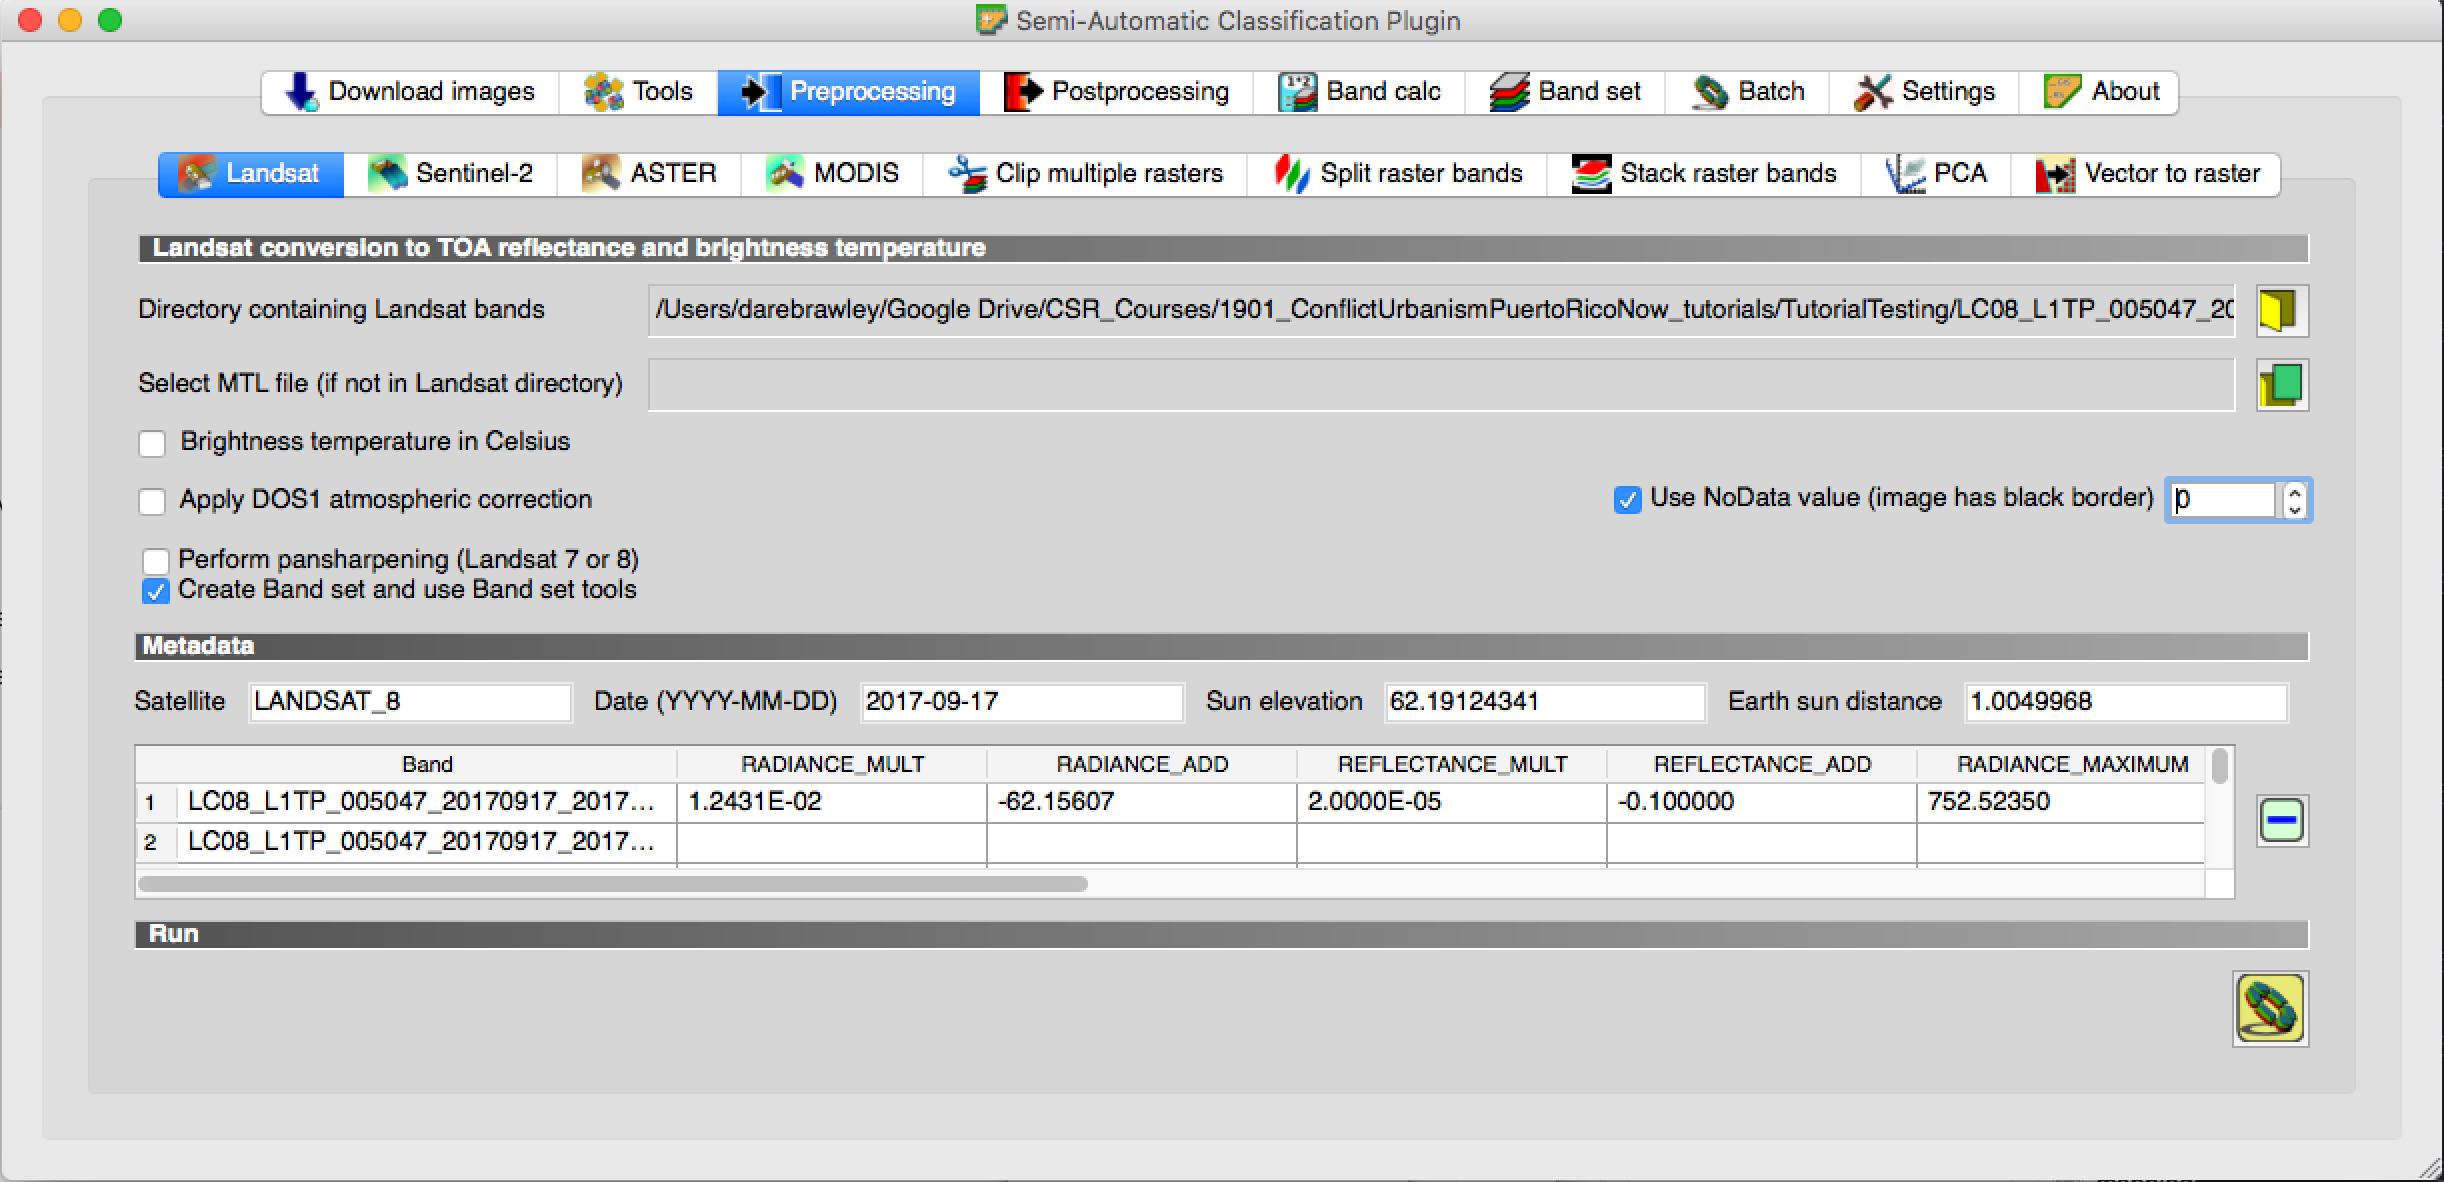 Semi-Automatic Classification Plugin
Download images Tools Preprocessing Postprocessing Band calc Band set Batch Settings About
Landsat Sentinel-2 ASTER MODIS Clip multiple rasters Split raster bands Stack raster bands PCA Vector to raster
Landsat conversion to TOA reflectance and brightness temperature
Directory containing Landsat bands /Users/darebrawley/Google Drive/CSR_Courses/1901_ConflictUrbanismPuertoRicoNow_tutorials/TutorialTesting/LC08_L1TP_005047_20
Select MTL file (if not in Landsat directory)
Brightness temperature in Celsius
Apply DOS1 atmospheric correction Use NoData value (image has black border) 0
Perform pansharpening (Landsat 7 or 8)
Create Band set and use Band set tools
Metadata
Satellite LANDSAT_8 Date (YYYY-MM-DD) 2017-09-17 Sun elevation 62.19124341 Earth sun distance 1.0049968
Band RADIANCE_MULT RADIANCE_ADD REFLECTANCE_MULT REFLECTANCE_ADD RADIANCE_MAXIMUM
1 LC08_L1TP_005047_20170917_2017... 1.2431E-02 -62.15607 2.0000E-05 -0.100000 752.52350
2 LC08_L1TP_005047_20170917_2017...
Run